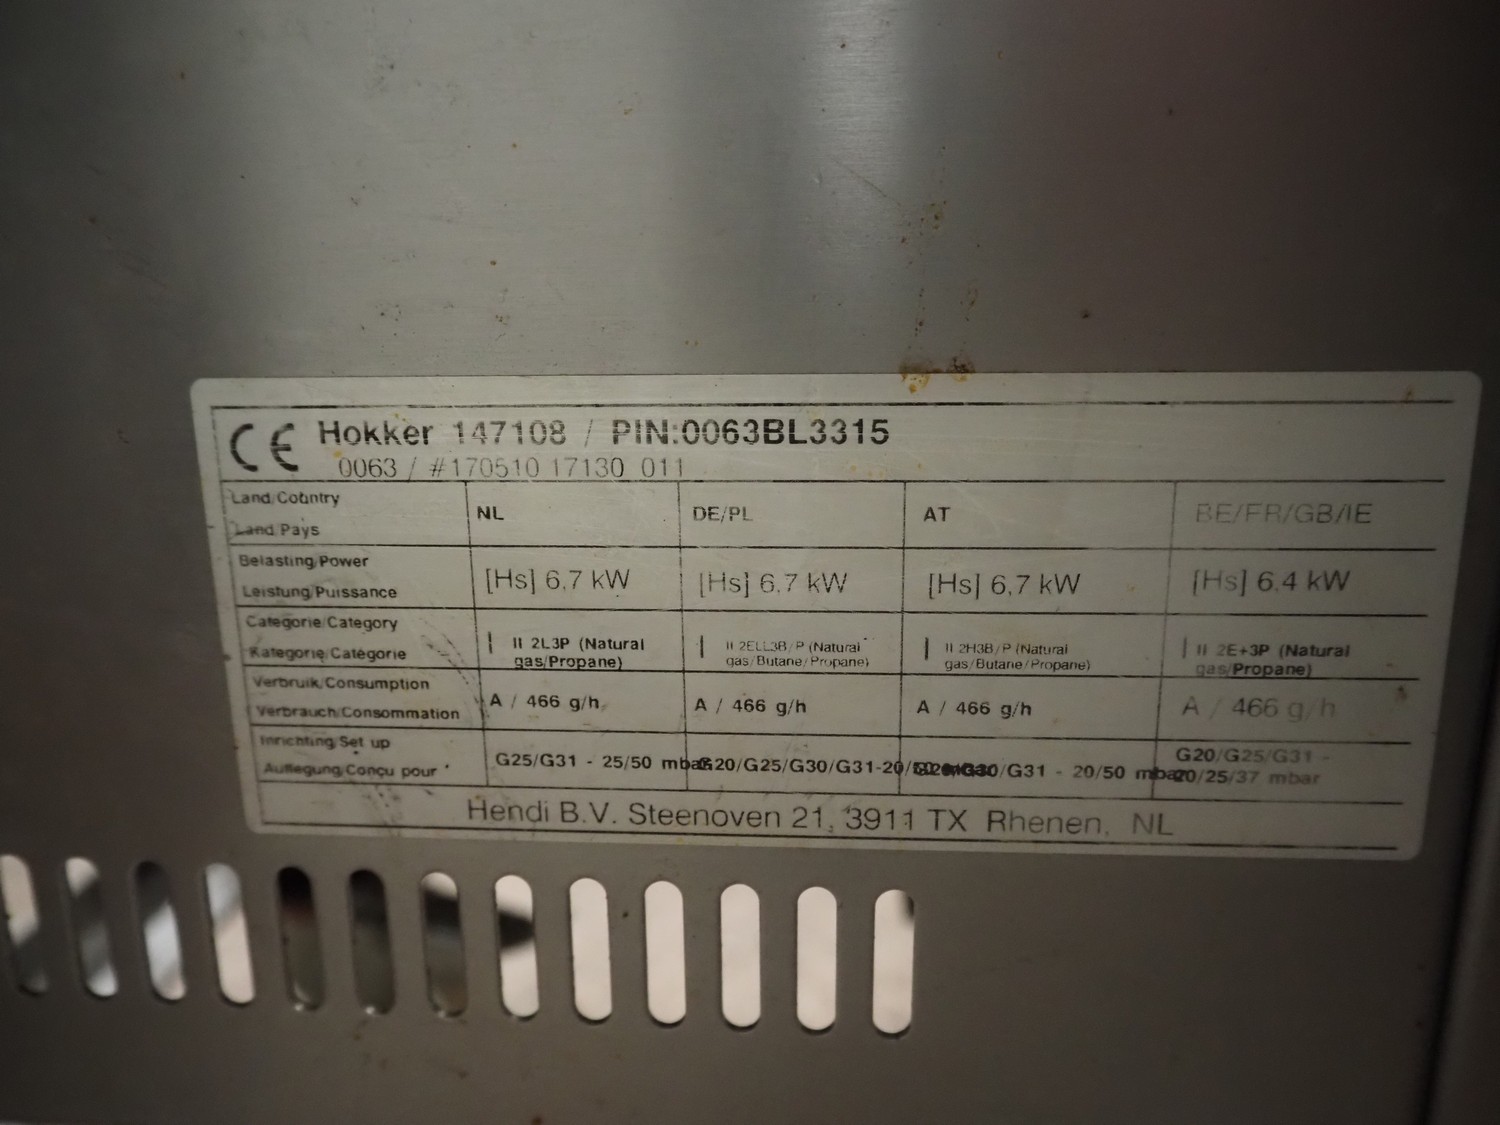 CE Hokker 147108 / PIN:0063BL3315
0063 / #170510 17130 011
Land/Country
Land/Pays
NL
DE/PL
AT
BE/FR/GB/IE
Belasting/Power
Leistung/Puissance
[Hs] 6,7 kW
[Hs] 6,7 kW
[Hs] 6,7 kW
[Hs] 6.4 kW
Categorie/Category
Kategorie/Catégorie
II 2L3P (Natural
gas/Propane)
II 2ELL3B/P (Natural
gas/Butane/Propane)
II 2H3B/P (Natural
gas/Butane/Propane)
II 2E+3P (Natural
gas/Propane)
Verbruik/Consumption
Verbrauch/Consommation
A / 466 g/h
A / 466 g/h
A / 466 g/h
A / 466 g/h
Inrichting/Set up
Auflegung/Conçu pour
G25/G31 - 25/50 mbar
G20/G25/G30/G31-20/50
/G31 - 20/50 mbar
G20/G25/G31 -
20/25/37 mbar
Hendi B.V. Steenoven 21, 3911 TX Rhenen, NL